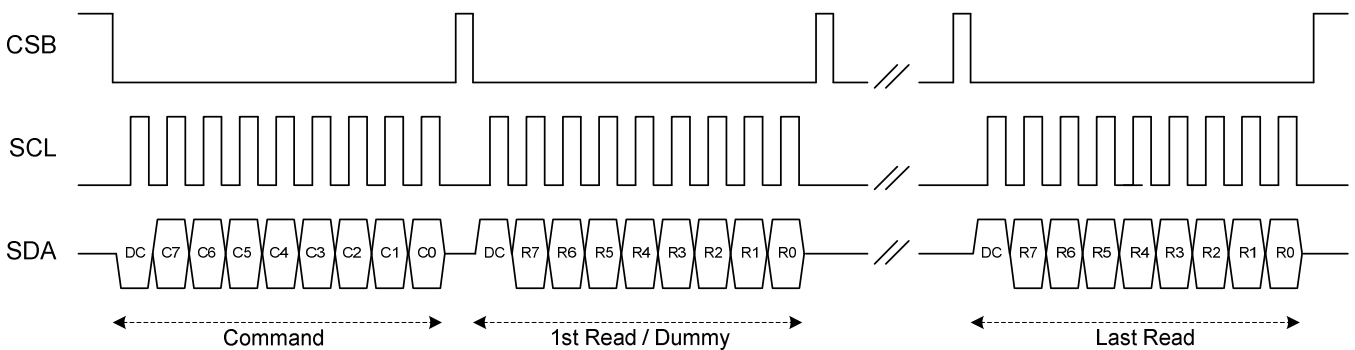 CSB
SCL
SDA
DC C7 C6 C5 C4 C3 C2 C1 C0 DC R7 R6 R5 R4 R3 R2 R1 R0 // DC R7 R6 R5 R4 R3 R2 R1 R0
Command 1st Read / Dummy Last Read